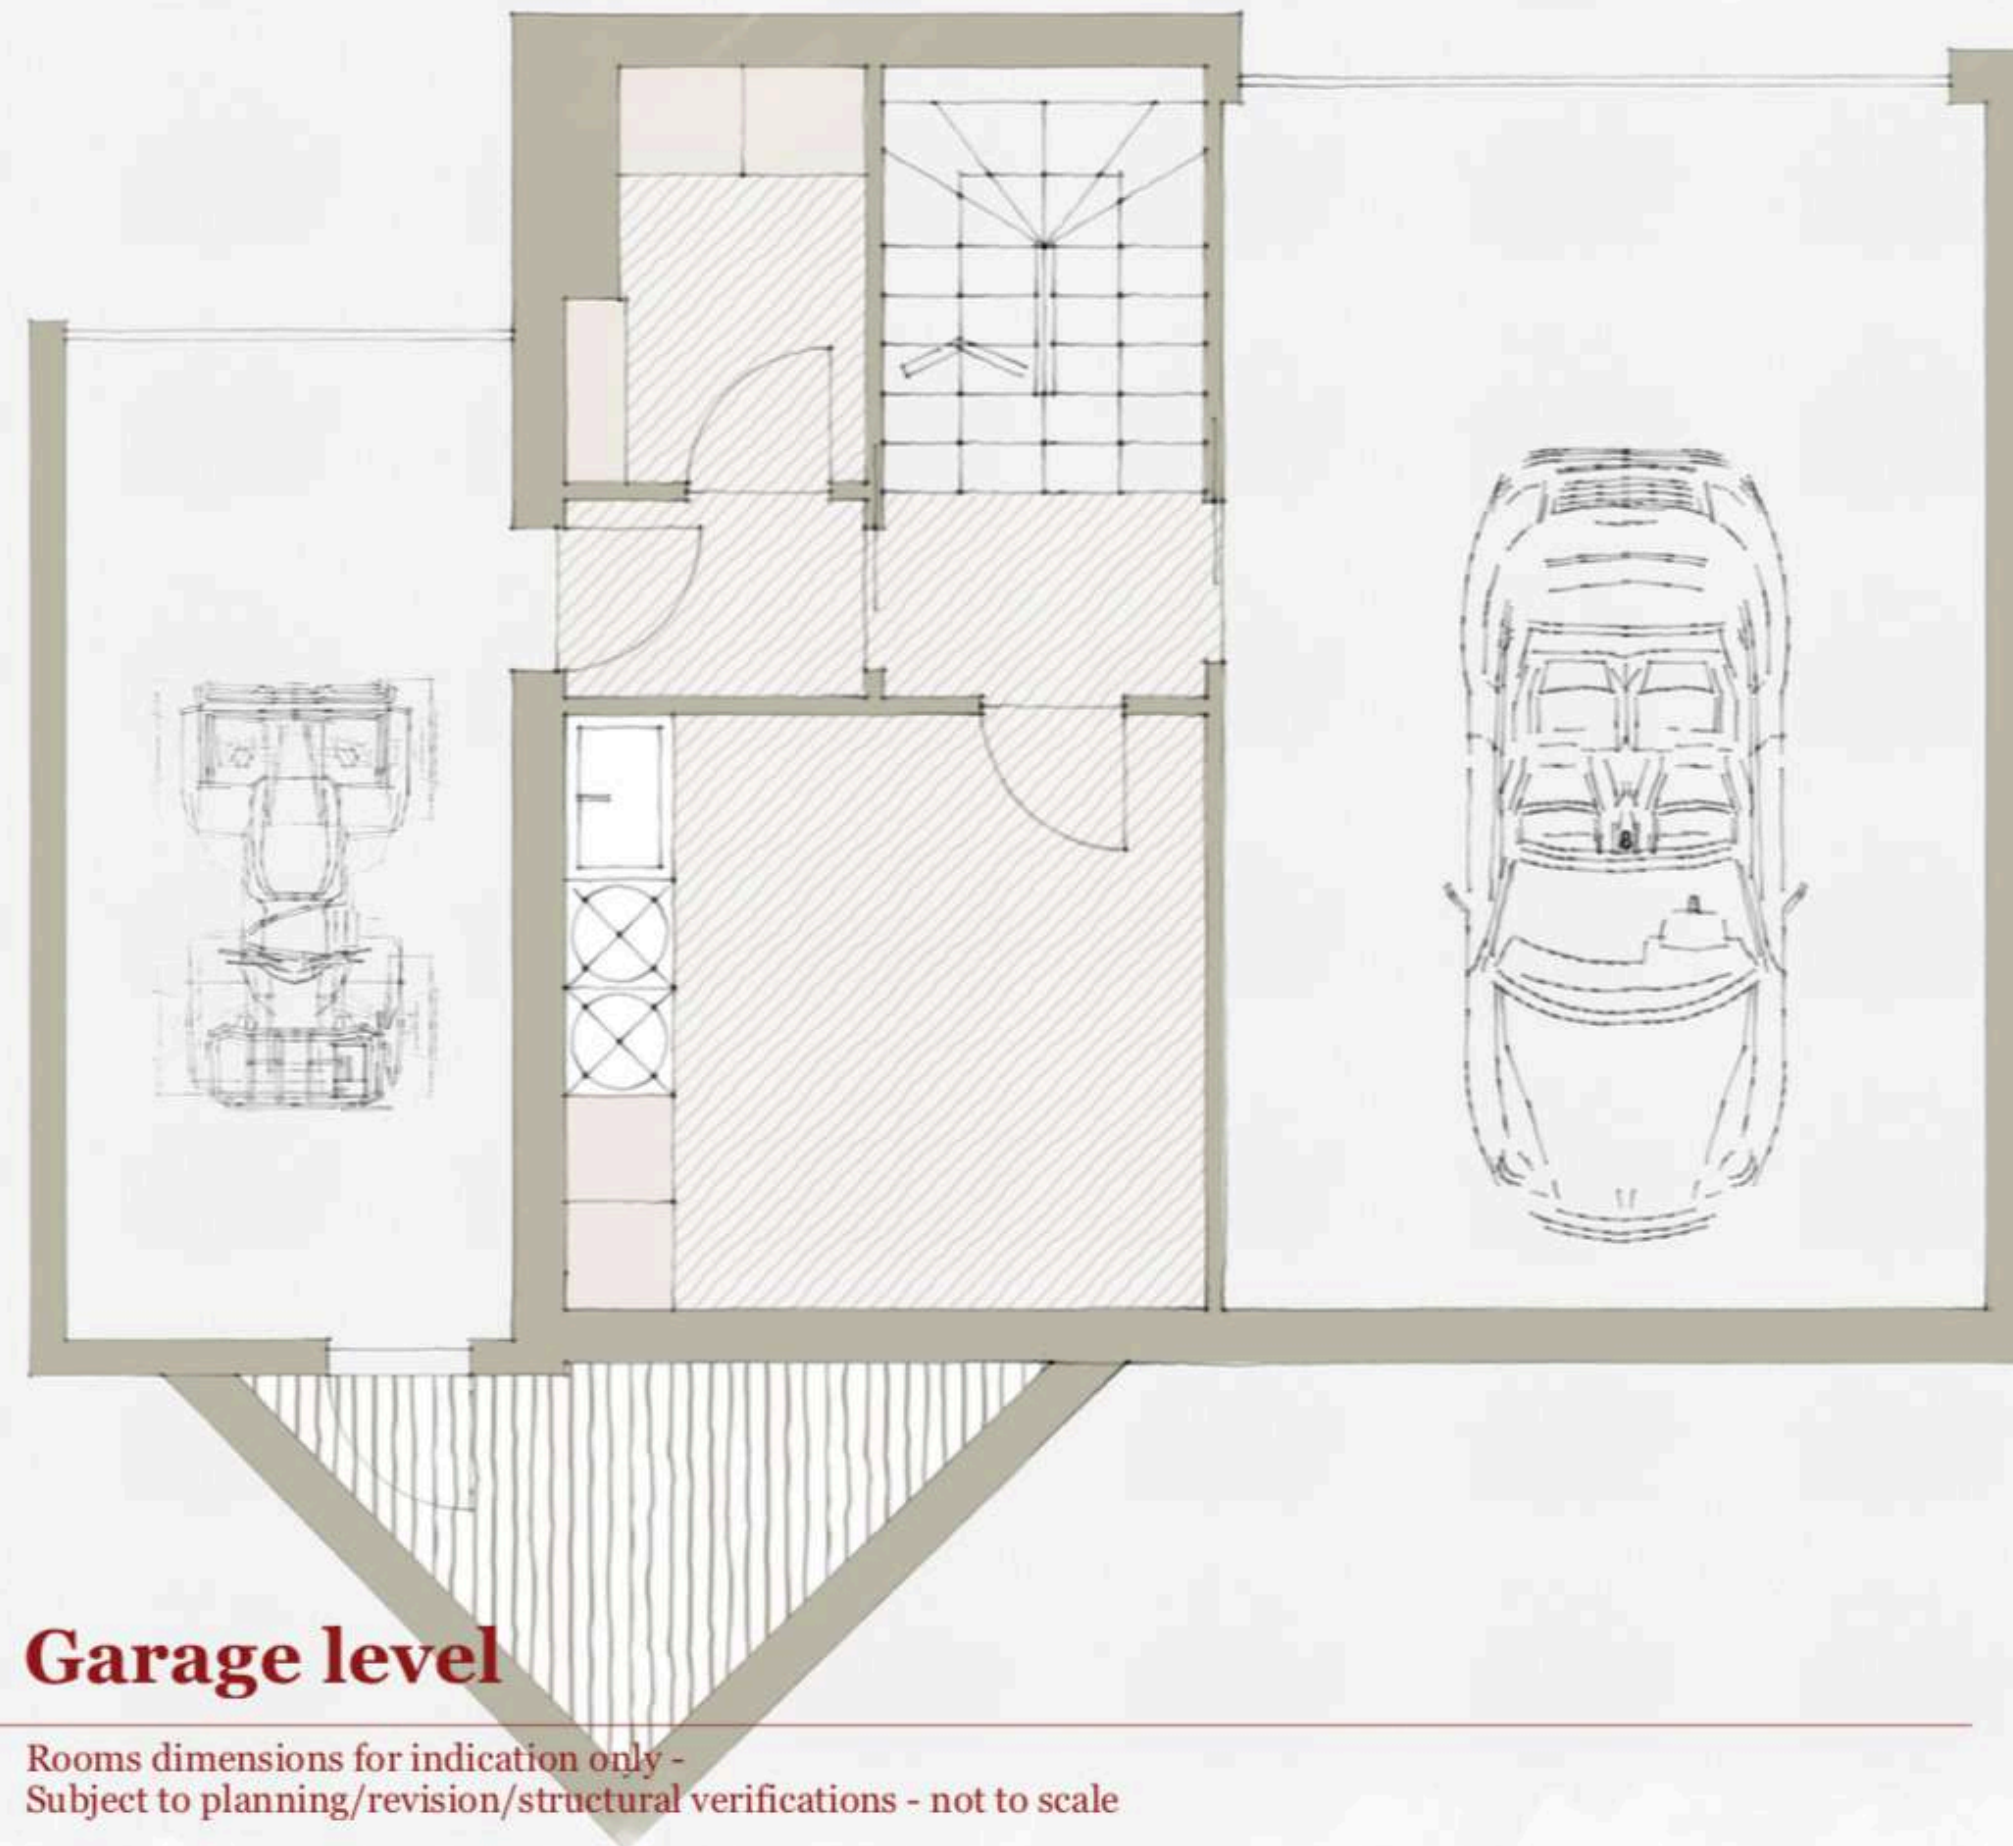 Garage level
Rooms dimensions for indication only -
Subject to planning/revision/structural verifications - not to scale